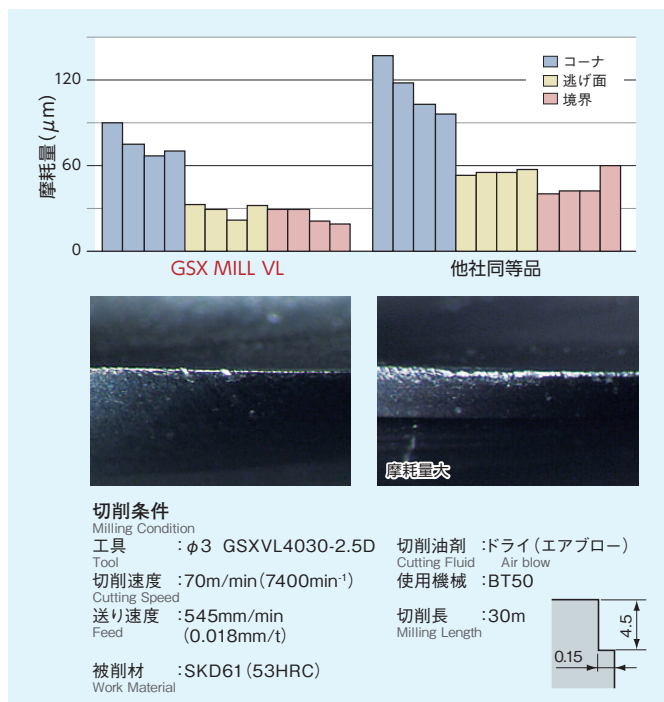 摩耗量(μm)
120
60
0
コーナ
逃げ面
境界
GSX MILL VL
他社同等品
摩耗量大
切削条件
Milling Condition
工具 :φ3 GSXVL4030-2.5D
Tool
切削速度 :70m/min(7400min⁻¹)
Cutting Speed
送り速度 :545mm/min
Feed (0.018mm/t)
被削材 :SKD61(53HRC)
Work Material
切削油剤 :ドライ(エアブロー)
Cutting Fluid Air blow
使用機械 :BT50
切削長 :30m
Milling Length
4.5
0.15